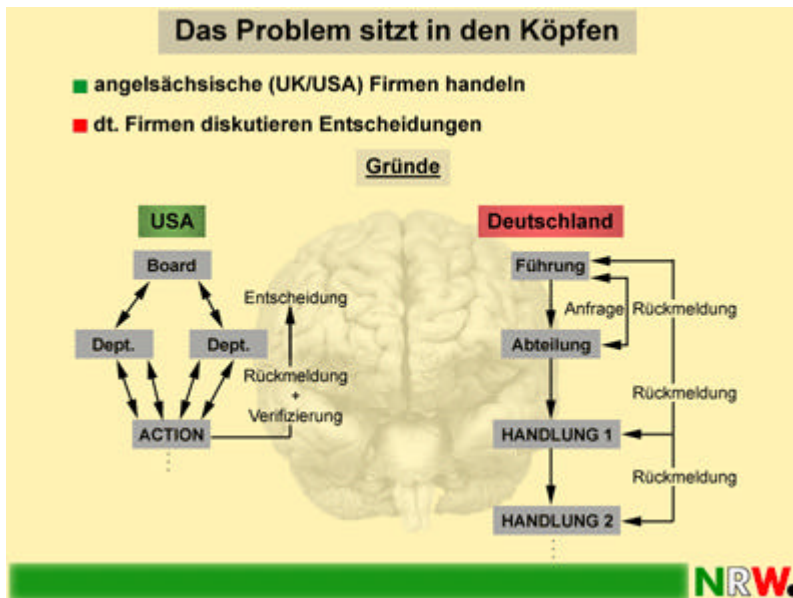 Das Problem sitzt in den Köpfen
angelsächsische (UK/USA) Firmen handeln
dt. Firmen diskutieren Entscheidungen
Gründe
USA
Board
Dept.
Dept.
ACTION
Entscheidung
Rückmeldung
+
Verifizierung
Deutschland
Führung
Anfrage
Rückmeldung
Abteilung
Rückmeldung
HANDLUNG 1
Rückmeldung
HANDLUNG 2
NRW.